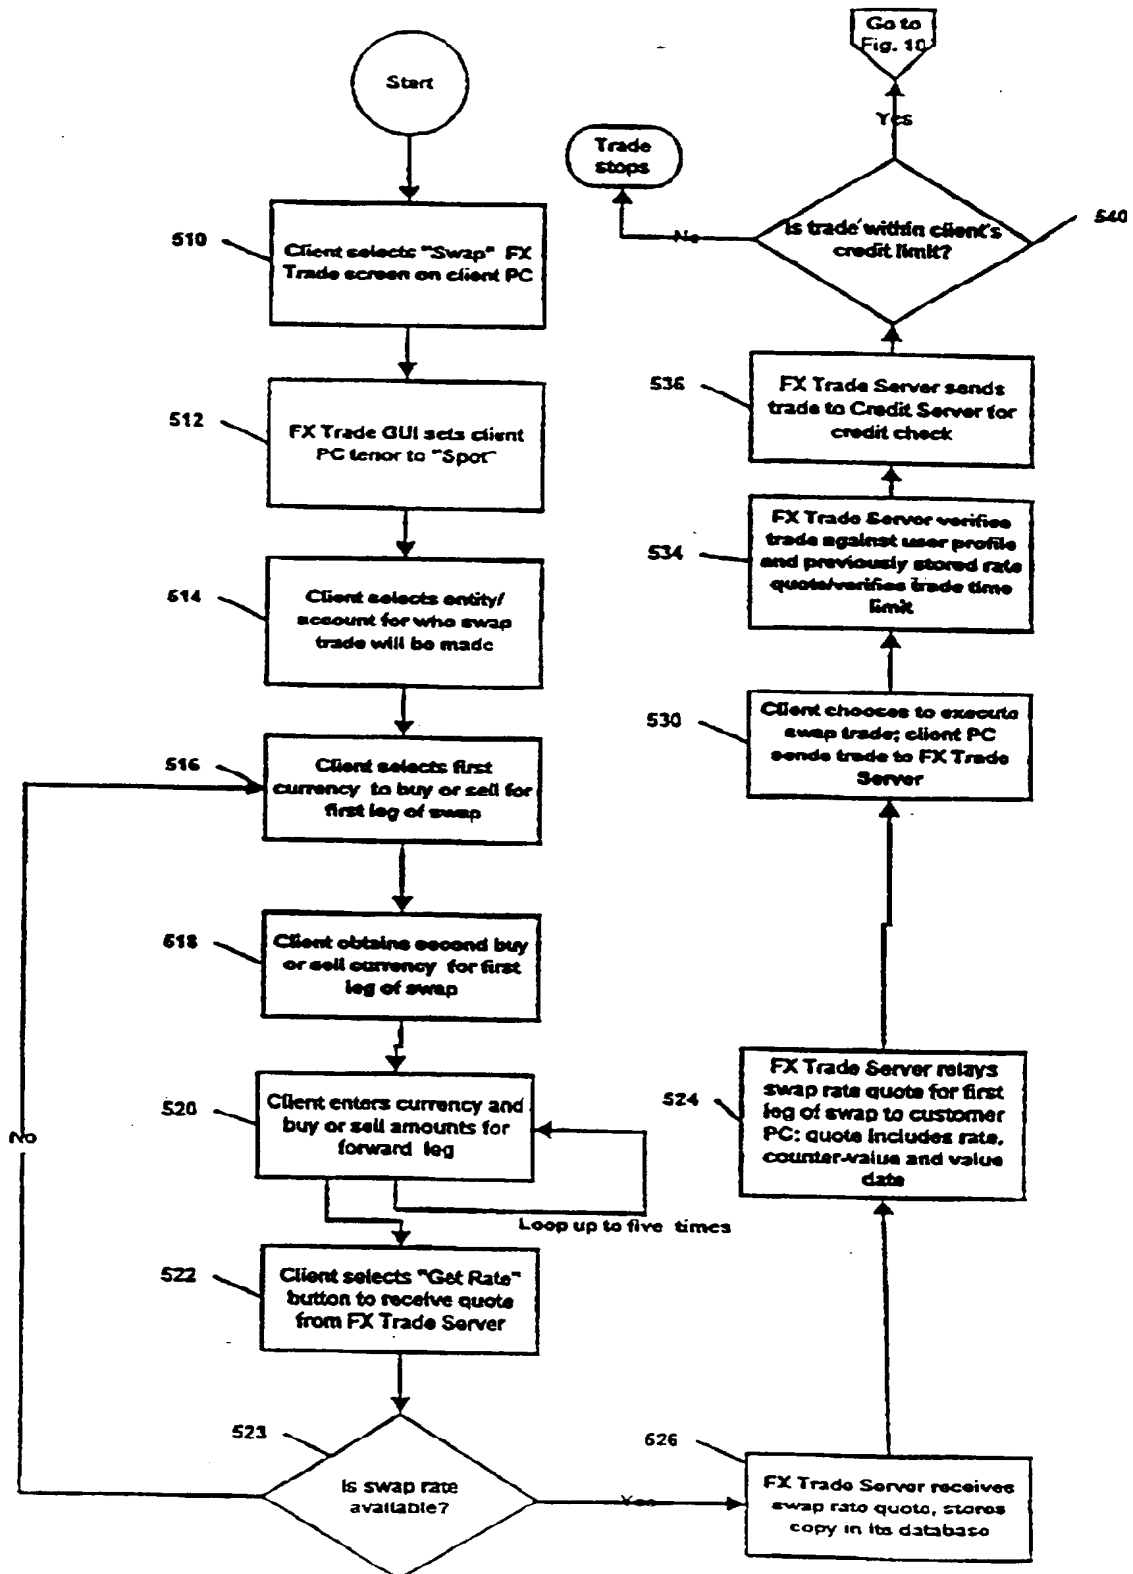 Start
510
Client selects "Swap" FX
Trade screen on client PC
512
FX Trade GUI sets client
PC tenor to "Spot"
514
Client selects entity/
account for who swap
trade will be made
516
Client selects first
currency to buy or sell for
first leg of swap
518
Client obtains second buy
or sell currency for first
leg of swap
520
Client enters currency and
buy or sell amounts for
forward leg
Loop up to five times
522
Client selects "Get Rate"
button to receive quote
from FX Trade Server
523
Is swap rate
available?
No
Yes
526
FX Trade Server receives
swap rate quote, stores
copy in its database
524
FX Trade Server relays
swap rate quote for first
leg of swap to customer
PC; quote includes rate,
counter-value and value
date
530
Client chooses to execute
swap trade; client PC
sends trade to FX Trade
Server
534
FX Trade Server verifies
trade against user profile
and previously stored rate
quote/verifies trade time
limit
536
FX Trade Server sends
trade to Credit Server for
credit check
540
Is trade within client's
credit limit?
No
Trade
stops
Yes
Go to
Fig. 10